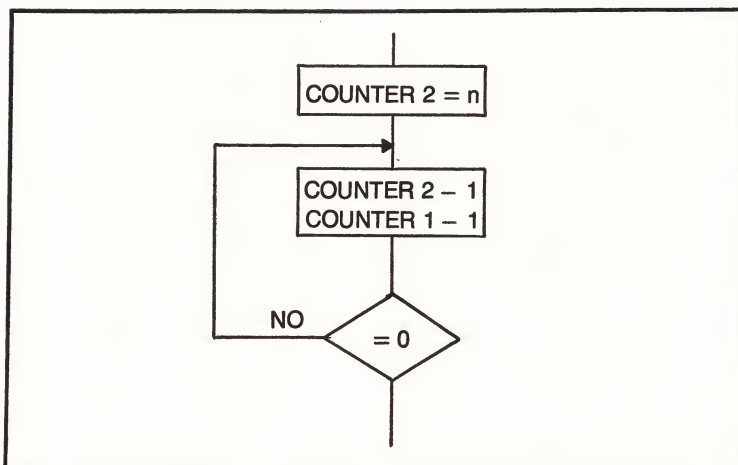 COUNTER 2 = n
COUNTER 2 – 1
COUNTER 1 – 1
NO
= 0